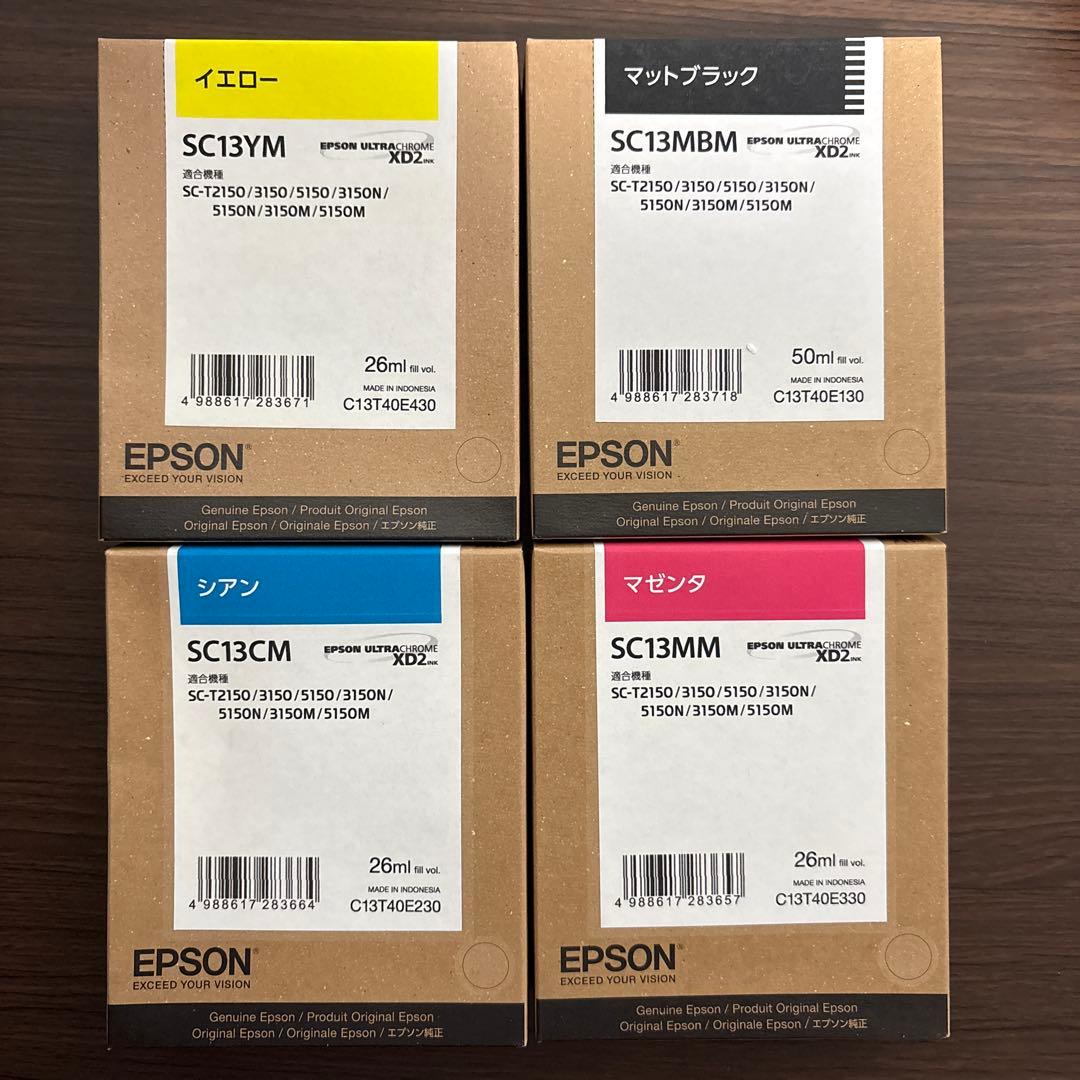 イエロー
SC13YM
EPSON ULTRACHROME
XD2 INK
適合機種
SC-T2150/3150/5150/3150N/
5150N/3150M/5150M
26ml fill vol.
MADE IN INDONESIA
4 988617 283671
C13T40E430
EPSON®
EXCEED YOUR VISION
Genuine Epson / Produit Original Epson
Original Epson / Originale Epson / エプソン純正
マットブラック
SC13MBM
EPSON ULTRACHROME
XD2 INK
適合機種
SC-T2150/3150/5150/3150N/
5150N/3150M/5150M
50ml fill vol.
MADE IN INDONESIA
4 988617 283718
C13T40E130
EPSON®
EXCEED YOUR VISION
Genuine Epson / Produit Original Epson
Original Epson / Originale Epson / エプソン純正
シアン
SC13CM
EPSON ULTRACHROME
XD2 INK
適合機種
SC-T2150/3150/5150/3150N/
5150N/3150M/5150M
26ml fill vol.
MADE IN INDONESIA
4 988617 283664
C13T40E230
EPSON®
EXCEED YOUR VISION
Genuine Epson / Produit Original Epson
Original Epson / Originale Epson / エプソン純正
マゼンタ
SC13MM
EPSON ULTRACHROME
XD2 INK
適合機種
SC-T2150/3150/5150/3150N/
5150N/3150M/5150M
26ml fill vol.
MADE IN INDONESIA
4 988617 283657
C13T40E330
EPSON®
EXCEED YOUR VISION
Genuine Epson / Produit Original Epson
Original Epson / Originale Epson / エプソン純正